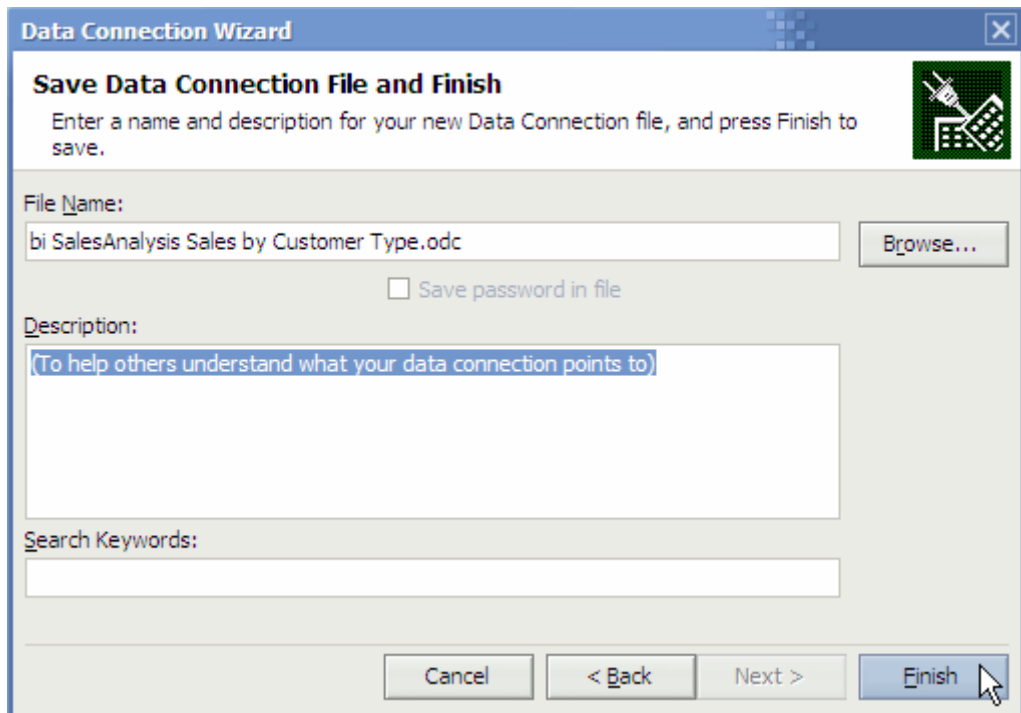 Data Connection Wizard
Save Data Connection File and Finish
Enter a name and description for your new Data Connection file, and press Finish to
save.
File Name:
bi SalesAnalysis Sales by Customer Type.odc
Browse...
Save password in file
Description:
(To help others understand what your data connection points to)
Search Keywords:
Cancel
< Back
Next >
Finish